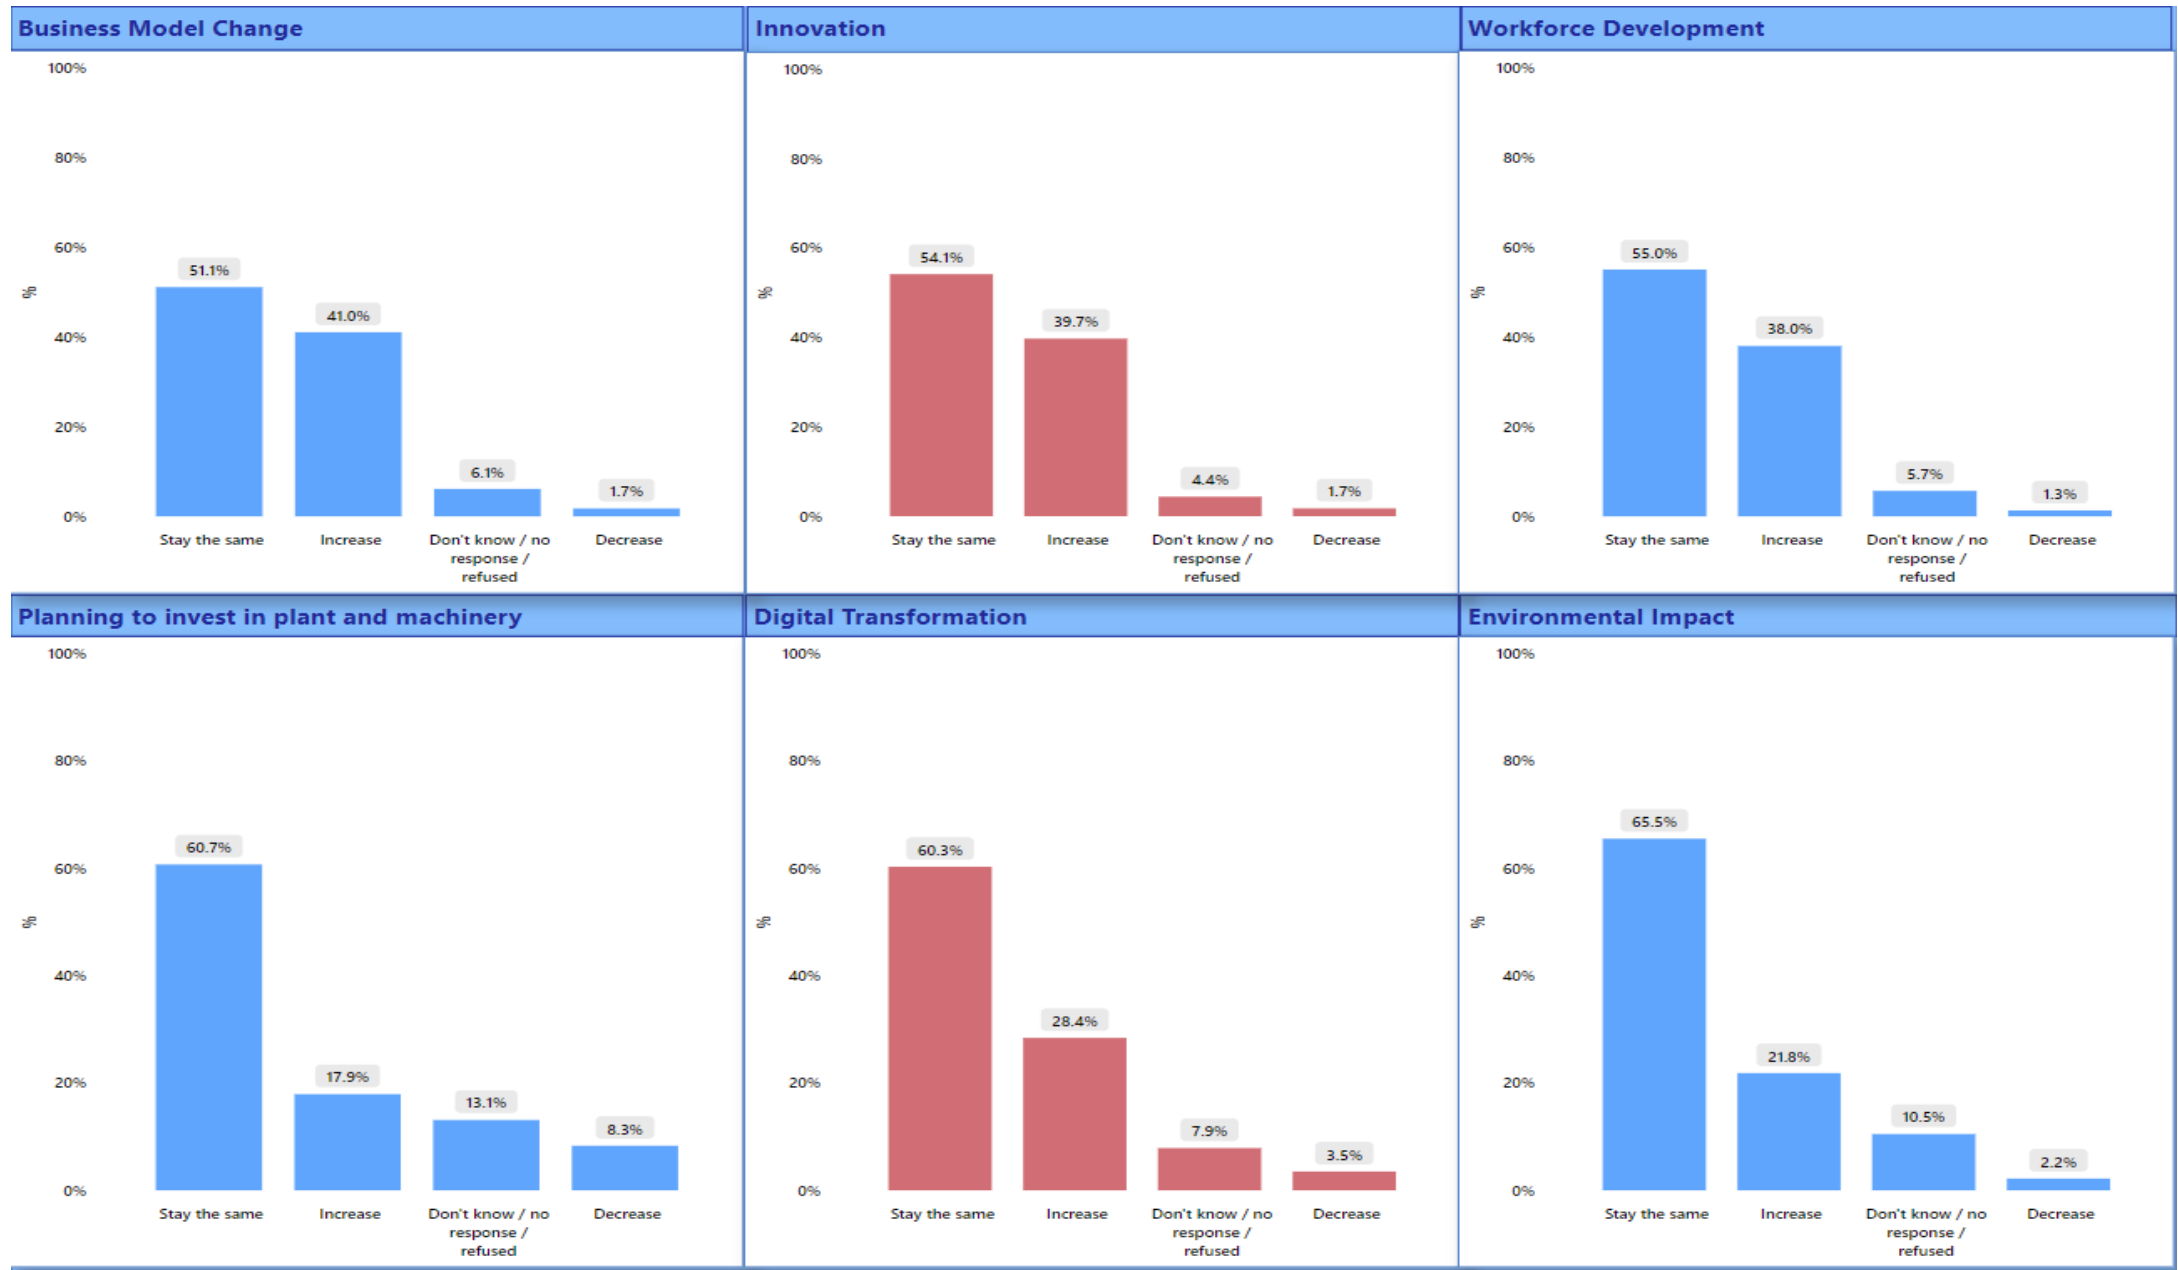 Business Model Change
100%
80%
60%
40%
20%
0%
%
51.1%
41.0%
6.1%
1.7%
Stay the same
Increase
Don't know / no
response /
refused
Decrease
Innovation
100%
80%
60%
40%
20%
0%
%
54.1%
39.7%
4.4%
1.7%
Stay the same
Increase
Don't know / no
response /
refused
Decrease
Workforce Development
100%
80%
60%
40%
20%
0%
%
55.0%
38.0%
5.7%
1.3%
Stay the same
Increase
Don't know / no
response /
refused
Decrease
Planning to invest in plant and machinery
100%
80%
60%
40%
20%
0%
%
60.7%
17.9%
13.1%
8.3%
Stay the same
Increase
Don't know / no
response /
refused
Decrease
Digital Transformation
100%
80%
60%
40%
20%
0%
%
60.3%
28.4%
7.9%
3.5%
Stay the same
Increase
Don't know / no
response /
refused
Decrease
Environmental Impact
100%
80%
60%
40%
20%
0%
%
65.5%
21.8%
10.5%
2.2%
Stay the same
Increase
Don't know / no
response /
refused
Decrease